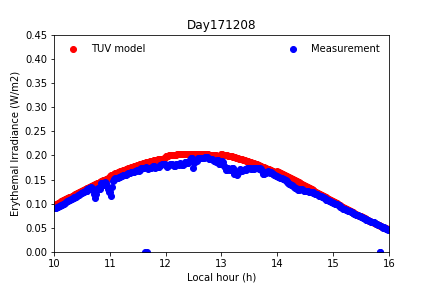 Day171208
TUV model
Measurement
Erythemal Irradiance (W/m2)
0.45
0.40
0.35
0.30
0.25
0.20
0.15
0.10
0.05
0.00
10 11 12 13 14 15 16
Local hour (h)